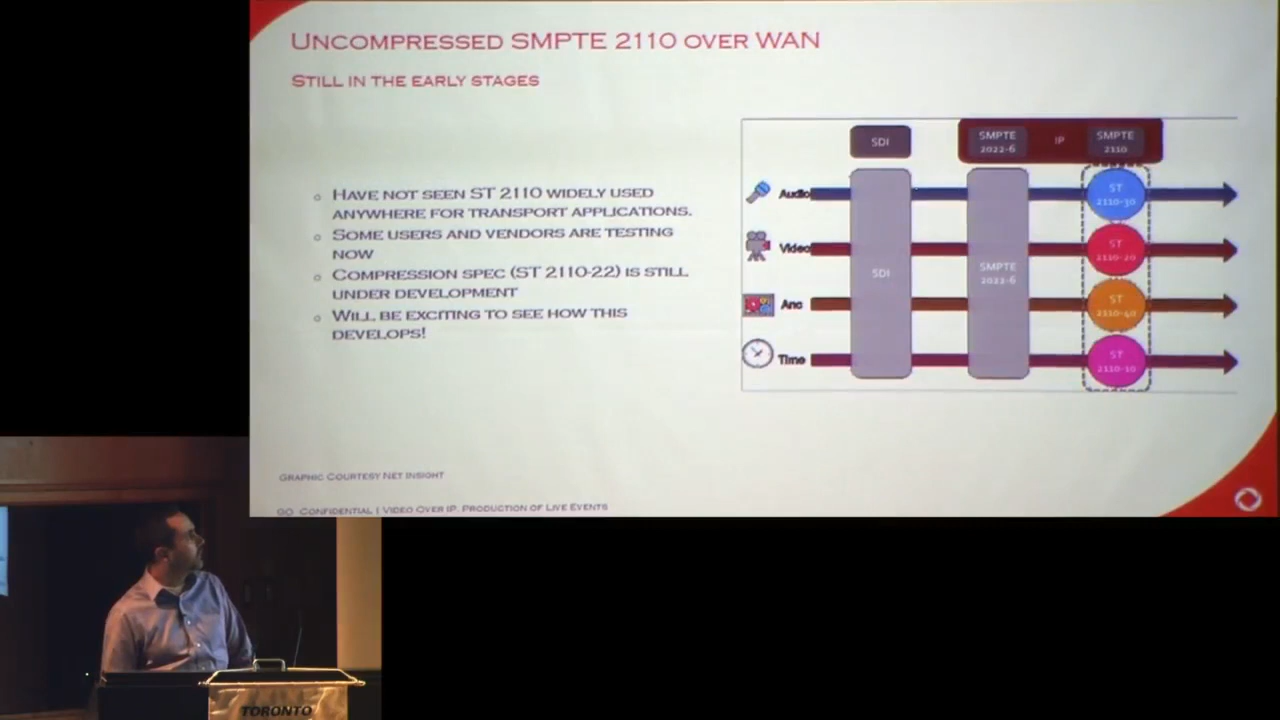 UNCOMPRESSED SMPTE 2110 OVER WAN
STILL IN THE EARLY STAGES
HAVE NOT SEEN ST 2110 WIDELY USED
ANYWHERE FOR TRANSPORT APPLICATIONS.
SOME USERS AND VENDORS ARE TESTING
NOW
COMPRESSION SPEC (ST 2110-22) IS STILL
UNDER DEVELOPMENT
WILL BE EXCITING TO SEE HOW THIS
DEVELOPS!
SDI
SMPTE
2022-6
IP
SMPTE
2110
Audio
ST
2110-30
Video
ST
2110-20
SDI
SMPTE
2022-6
Anc
ST
2110-40
Time
ST
2110-10
GRAPHIC COURTESY NET INSIGHT
CONFIDENTIAL | VIDEO OVER IP, PRODUCTION OF LIVE EVENTS
TORONTO